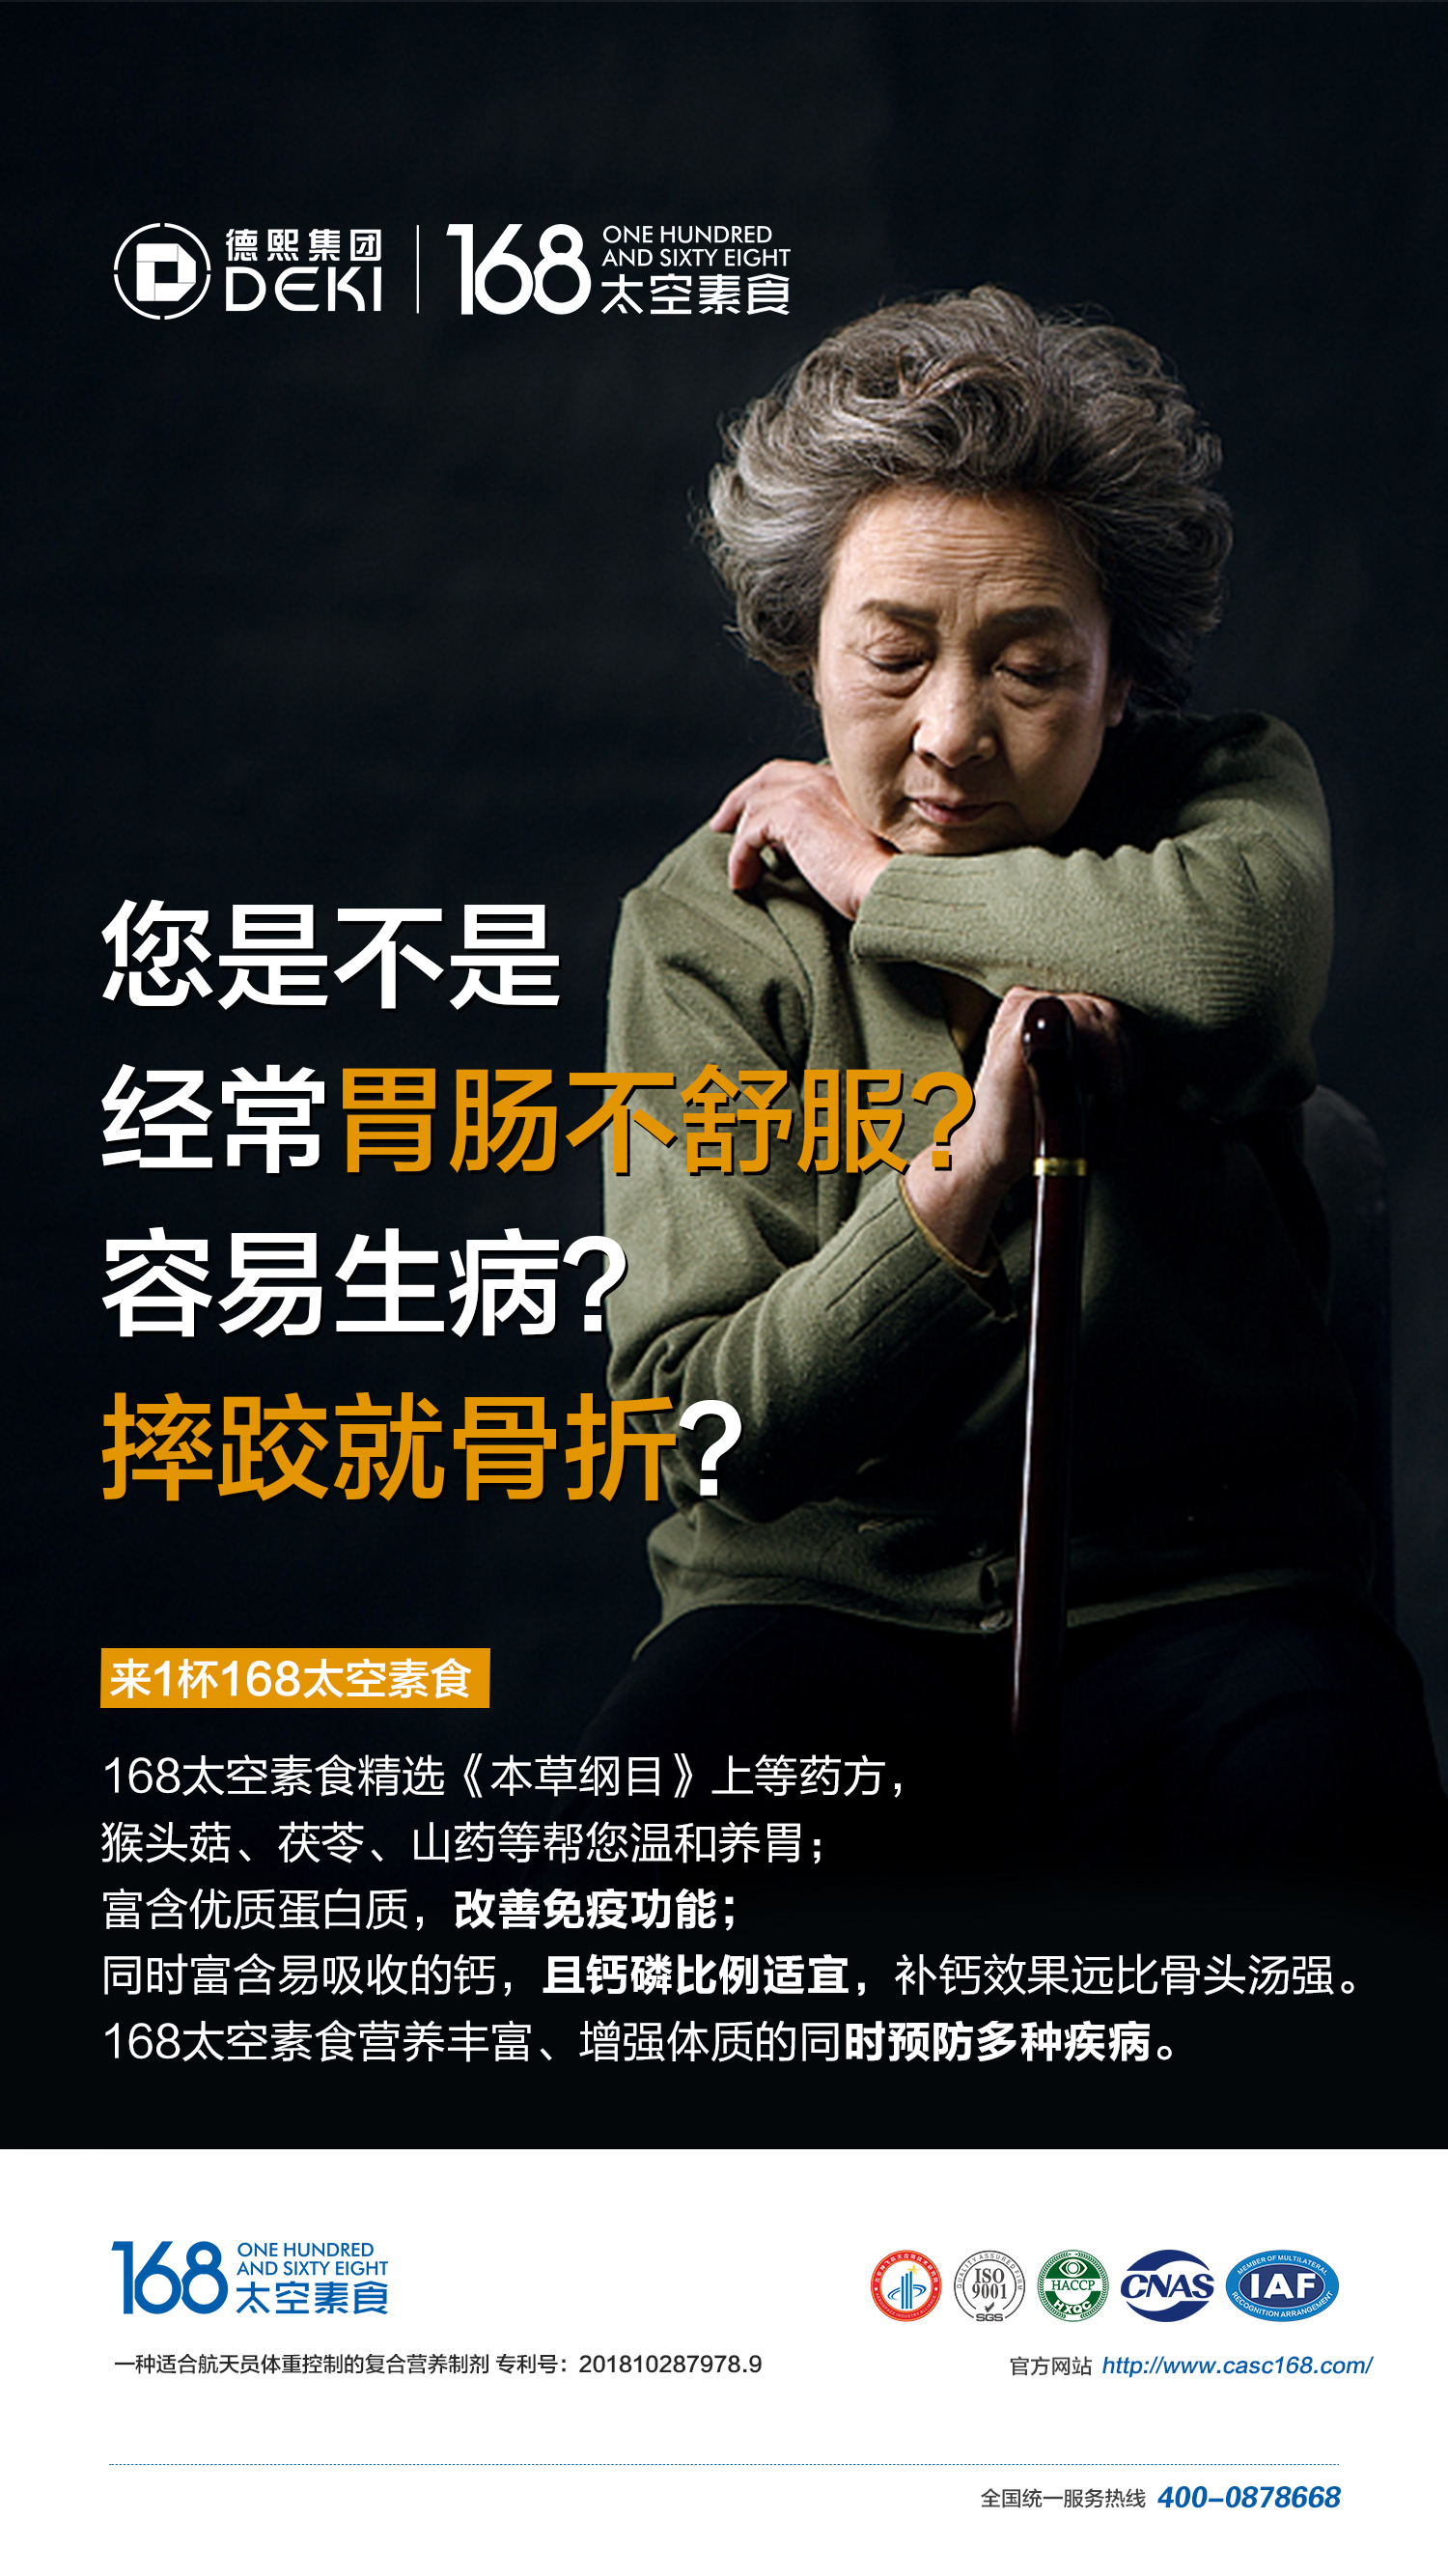 德熙集团
DEKI
168
ONE HUNDRED
AND SIXTY EIGHT
太空素食
您是不是
经常胃肠不舒服?
容易生病?
摔跤就骨折?
来1杯168太空素食
168太空素食精选《本草纲目》上等药方，
猴头菇、茯苓、山药等帮您温和养胃；
富含优质蛋白质，改善免疫功能；
同时富含易吸收的钙，且钙磷比例适宜，补钙效果远比骨头汤强。
168太空素食营养丰富、增强体质的同时预防多种疾病。
168
ONE HUNDRED
AND SIXTY EIGHT
太空素食
QUALITY ASSURED FIRM
ISO
9001
SGS
HACCP
HXQC
CNAS
MEMBER OF MULTILATERAL
IAF
RECOGNITION ARRANGEMENT
一种适合航天员体重控制的复合营养制剂 专利号：201810287978.9
官方网站 http://www.casc168.com/
全国统一服务热线 400-0878668